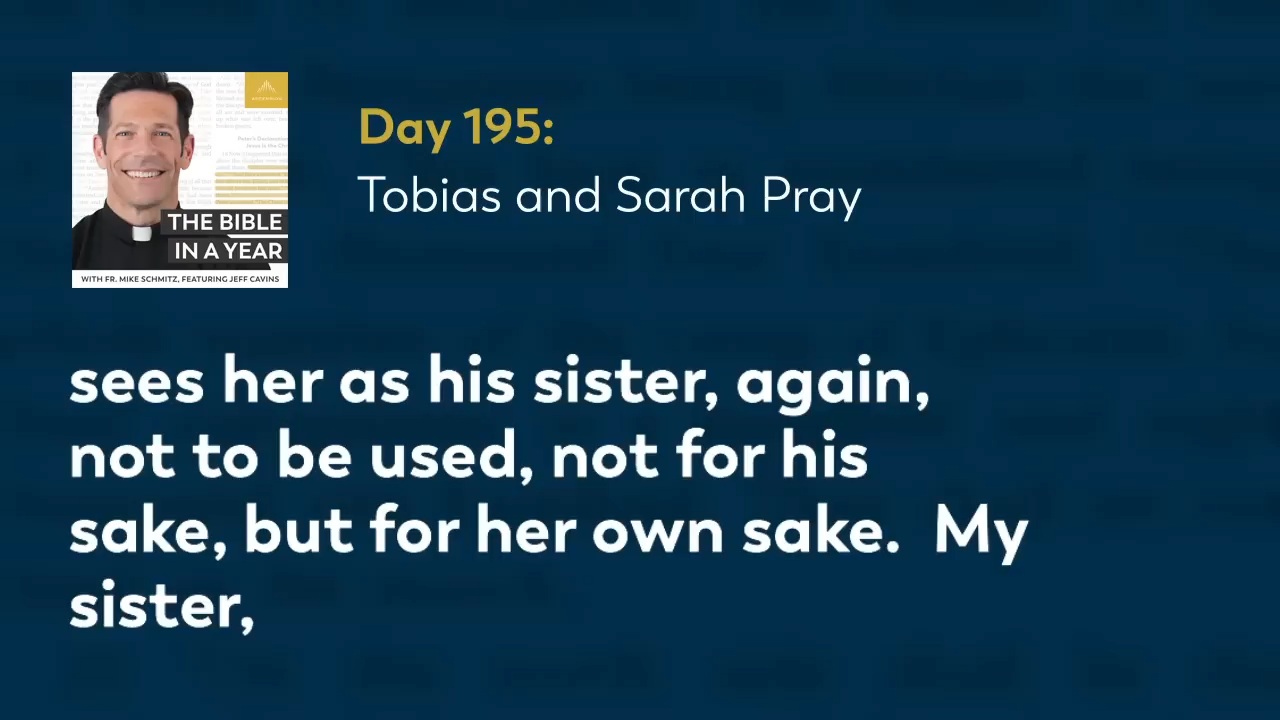 THE BIBLE
IN A YEAR
WITH FR. MIKE SCHMITZ, FEATURING JEFF CAVINS
Day 195:
Tobias and Sarah Pray
sees her as his sister, again,
not to be used, not for his
sake, but for her own sake.  My
sister,